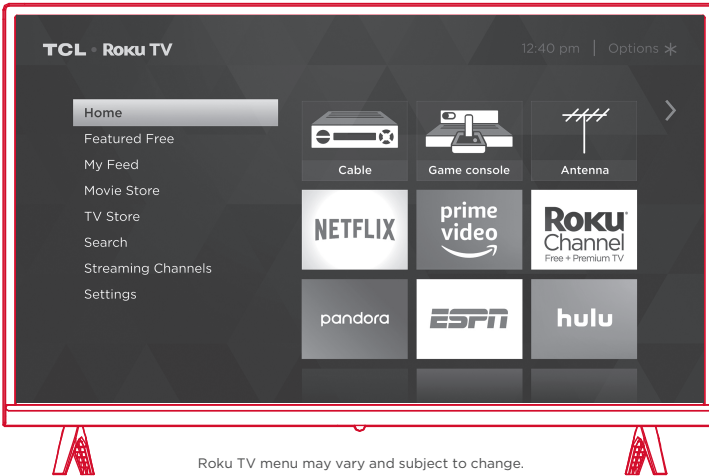 TCL • ROKU TV
12:40 pm | Options
Home
Featured Free
My Feed
Movie Store
TV Store
Search
Streaming Channels
Settings
Cable
Game console
Antenna
NETFLIX
prime
video
ROKU
Channel
Free + Premium TV
pandora
ESPN
hulu
Roku TV menu may vary and subject to change.